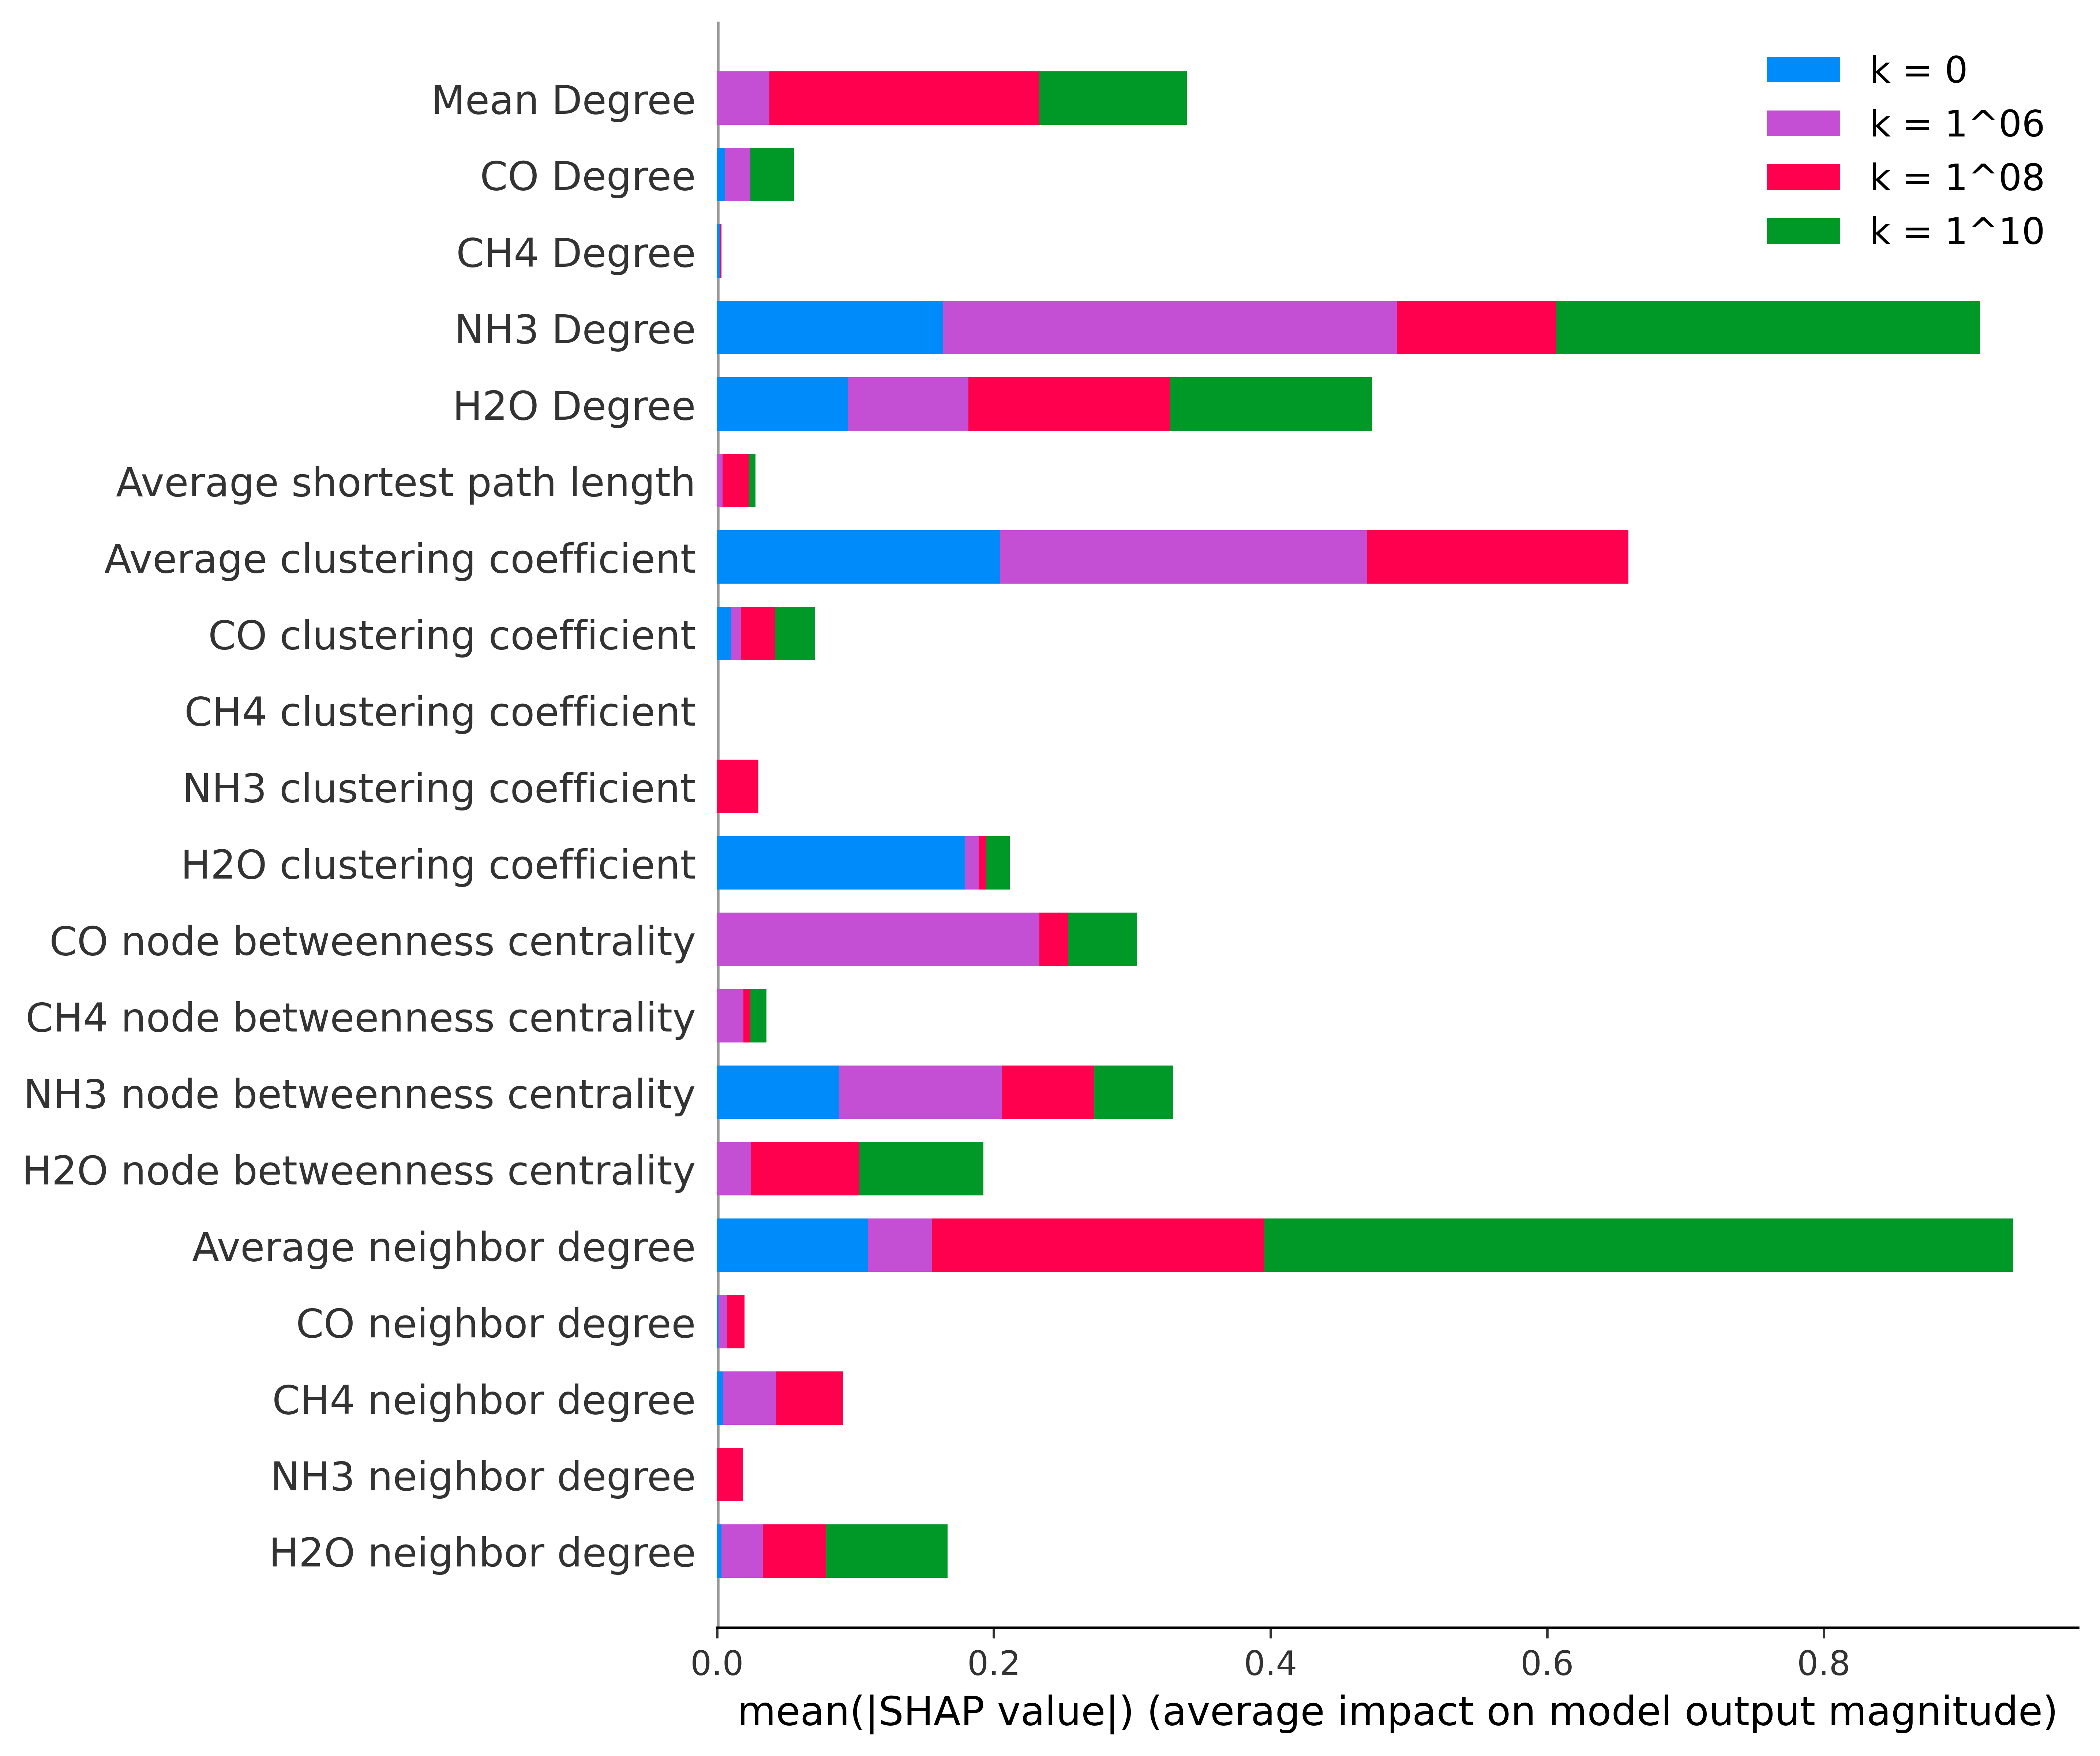 k = 0
k = 1^06
k = 1^08
k = 1^10
Mean Degree
CO Degree
CH4 Degree
NH3 Degree
H2O Degree
Average shortest path length
Average clustering coefficient
CO clustering coefficient
CH4 clustering coefficient
NH3 clustering coefficient
H2O clustering coefficient
CO node betweenness centrality
CH4 node betweenness centrality
NH3 node betweenness centrality
H2O node betweenness centrality
Average neighbor degree
CO neighbor degree
CH4 neighbor degree
NH3 neighbor degree
H2O neighbor degree
0.0 0.2 0.4 0.6 0.8
mean(|SHAP value|) (average impact on model output magnitude)